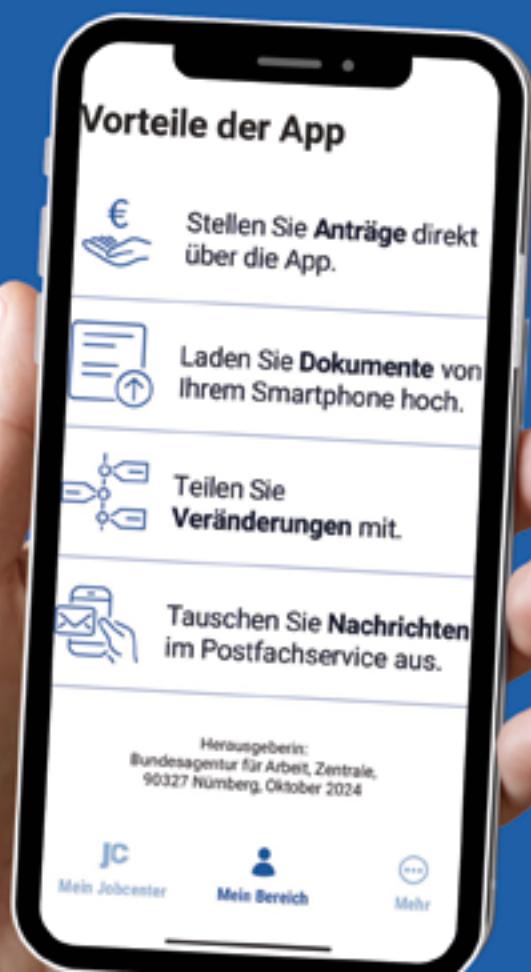 Vorteile der App
€
Stellen Sie Anträge direkt
über die App.
Laden Sie Dokumente von
Ihrem Smartphone hoch.
Teilen Sie
Veränderungen mit.
Tauschen Sie Nachrichten
im Postfachservice aus.
Herausgeberin:
Bundesagentur für Arbeit, Zentrale,
90327 Nürnberg, Oktober 2024
JC
Mein Jobcenter
Mein Bereich
Mehr